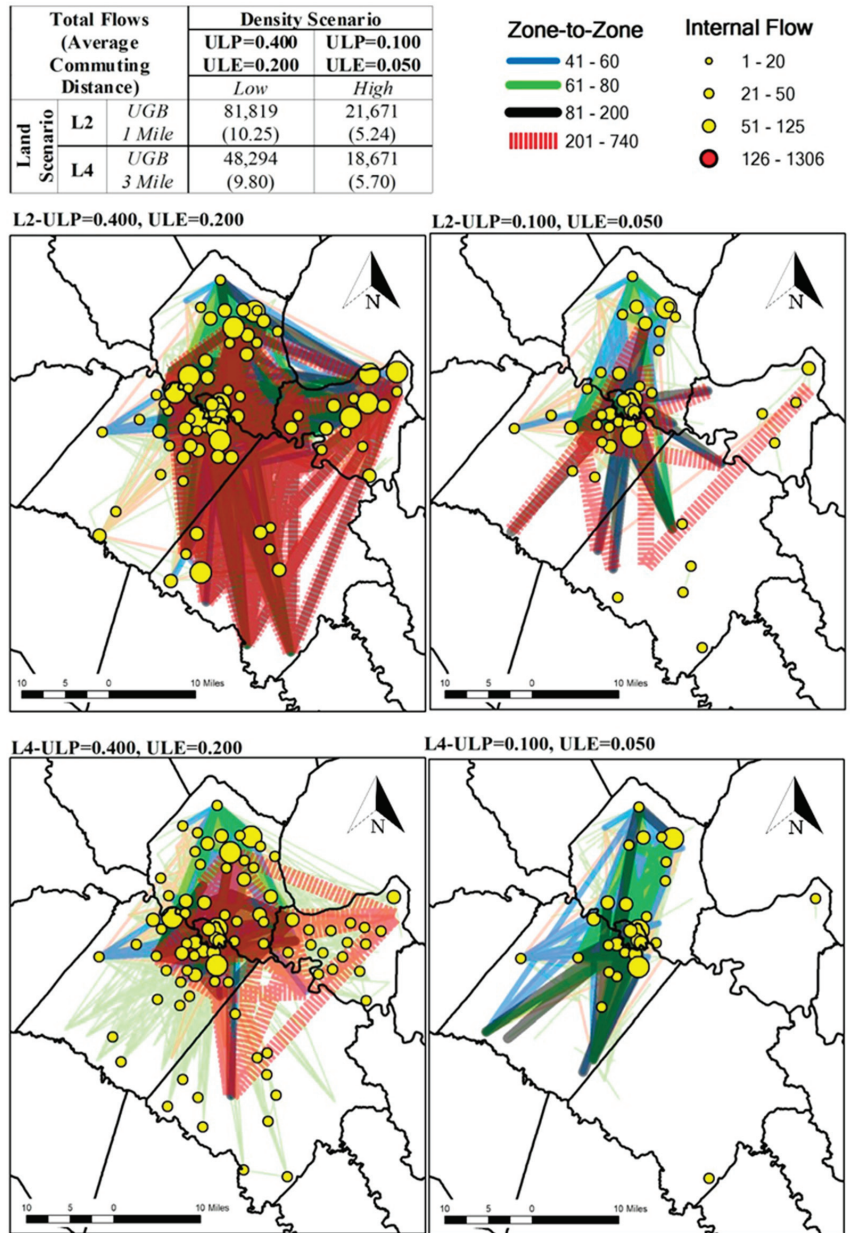 Total Flows (Average Commuting Distance) Density Scenario
ULP=0.400 ULE=0.200 ULP=0.100 ULE=0.050
Low High
Land Scenario L2 UGB 1 Mile 81,819 (10.25) 21,671 (5.24)
L4 UGB 3 Mile 48,294 (9.80) 18,671 (5.70)
Zone-to-Zone
41 - 60
61 - 80
81 - 200
201 - 740
Internal Flow
1 - 20
21 - 50
51 - 125
126 - 1306
L2-ULP=0.400, ULE=0.200
N
10 5 0 10 Miles
L2-ULP=0.100, ULE=0.050
N
10 5 0 10 Miles
L4-ULP=0.400, ULE=0.200
N
10 5 0 10 Miles
L4-ULP=0.100, ULE=0.050
N
10 5 0 10 Miles